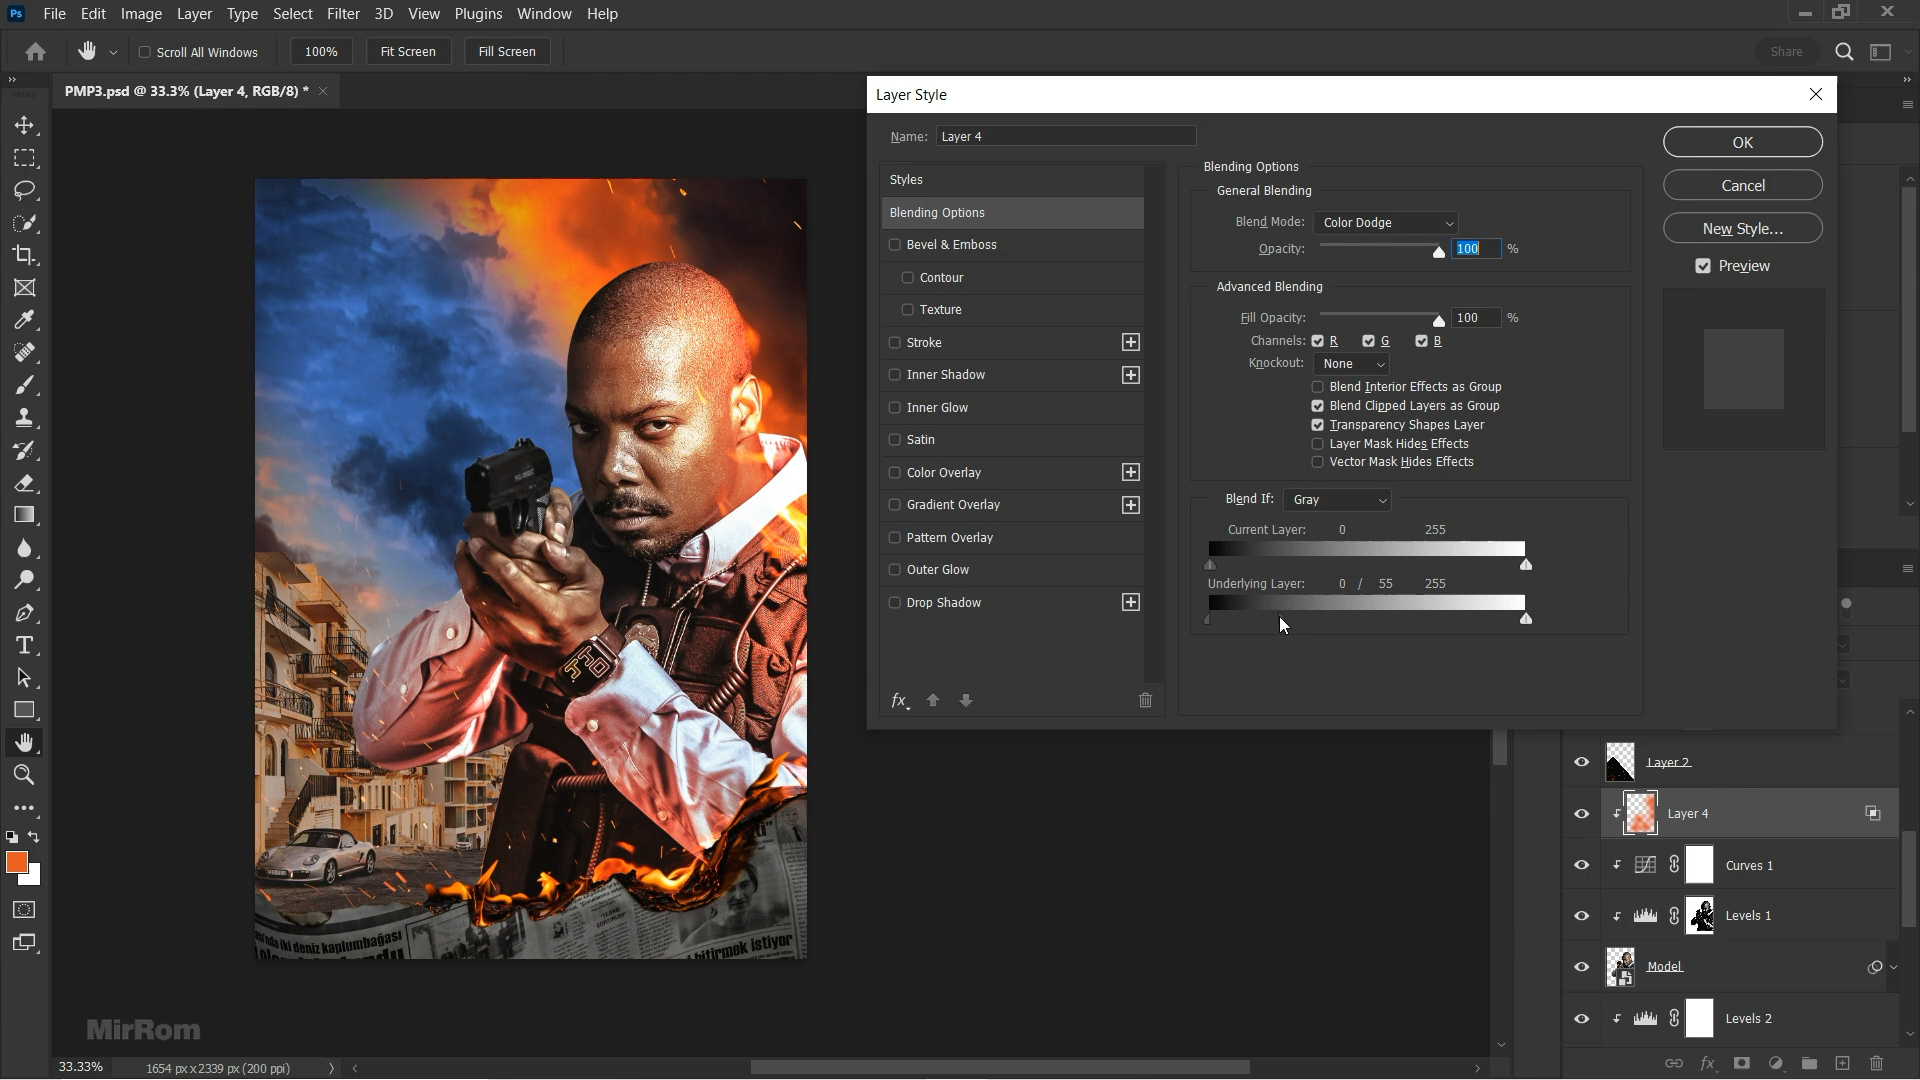 Ps File Edit Image Layer Type Select Filter 3D View Plugins Window Help
Scroll All Windows 100% Fit Screen Fill Screen Share
PMP3.psd @ 33.3% (Layer 4, RGB/8) *
Layer Style
Name: Layer 4
OK
Cancel
New Style...
Preview
Styles
Blending Options
Bevel & Emboss
Contour
Texture
Stroke
Inner Shadow
Inner Glow
Satin
Color Overlay
Gradient Overlay
Pattern Overlay
Outer Glow
Drop Shadow
fx
Blending Options
General Blending
Blend Mode: Color Dodge
Opacity: 100 %
Advanced Blending
Fill Opacity: 100 %
Channels: R G B
Knockout: None
Blend Interior Effects as Group
Blend Clipped Layers as Group
Transparency Shapes Layer
Layer Mask Hides Effects
Vector Mask Hides Effects
Blend If: Gray
Current Layer: 0 255
Underlying Layer: 0 / 55 255
Layer 2
Layer 4
Curves 1
Levels 1
Model
Levels 2
fx
iki deniz kaplumbağası
bitirmek istiyor
MirRom
33.33% 1654 px x 2339 px (200 ppi)